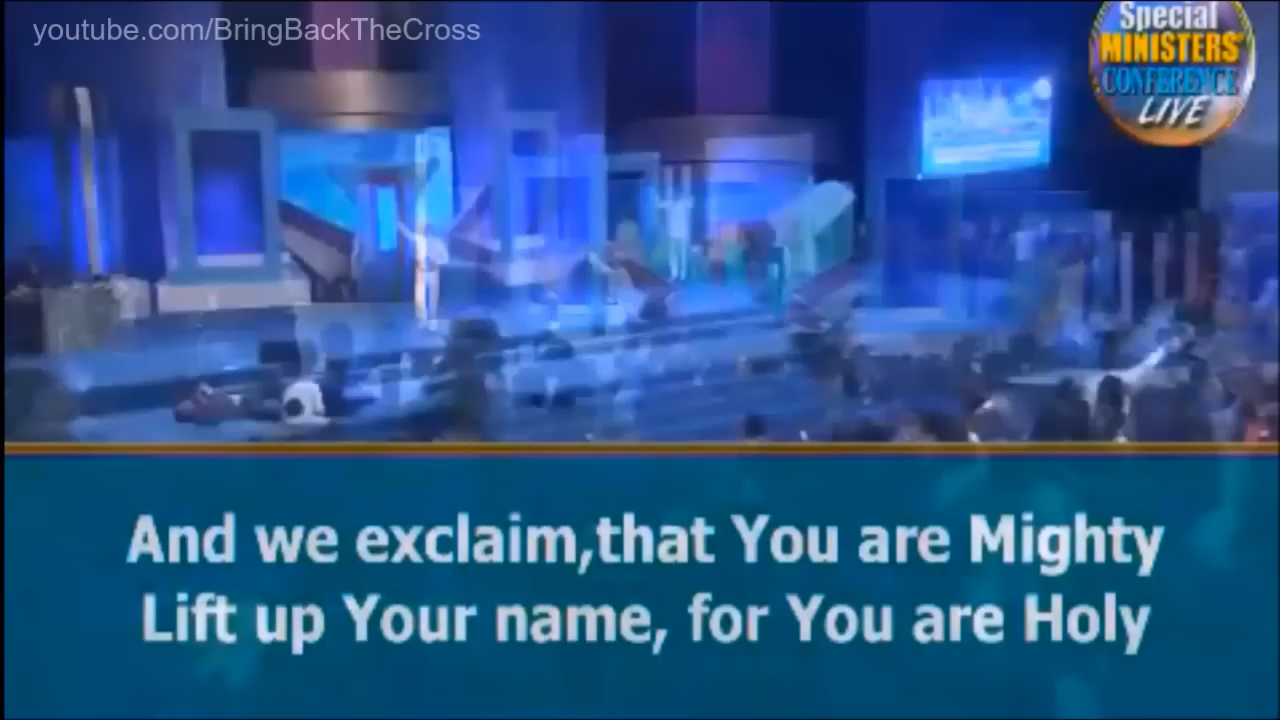 youtube.com/BringBackTheCross
Special
MINISTERS'
CONFERENCE
LIVE
And we exclaim,that You are Mighty
Lift up Your name, for You are Holy